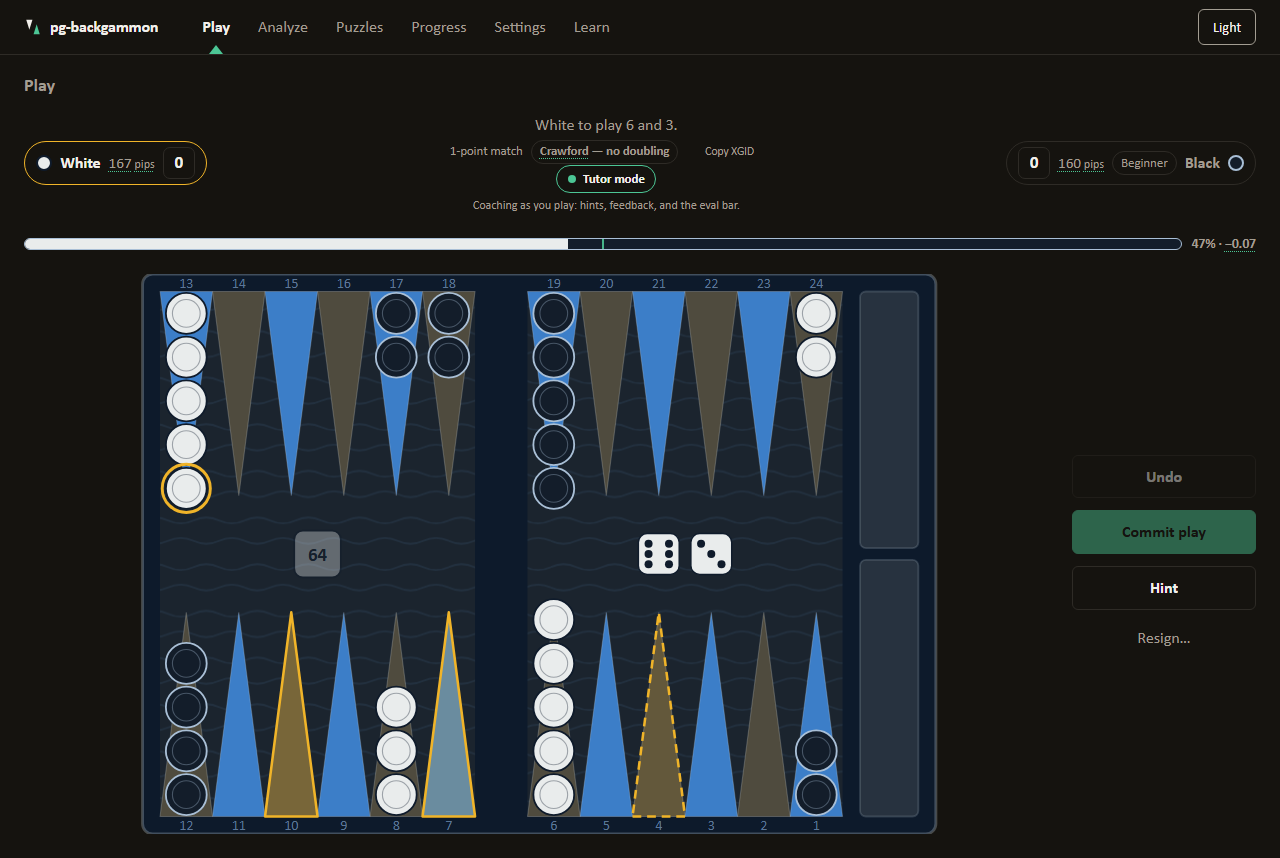 pg-backgammon Play Analyze Puzzles Progress Settings Learn Light
Play
White to play 6 and 3.
White 167 pips 0
1-point match Crawford — no doubling Copy XGID
0 160 pips Beginner Black
Tutor mode
Coaching as you play: hints, feedback, and the eval bar.
47% · −0.07
13 14 15 16 17 18 19 20 21 22 23 24
64
Undo
Commit play
Hint
Resign...
12 11 10 9 8 7 6 5 4 3 2 1